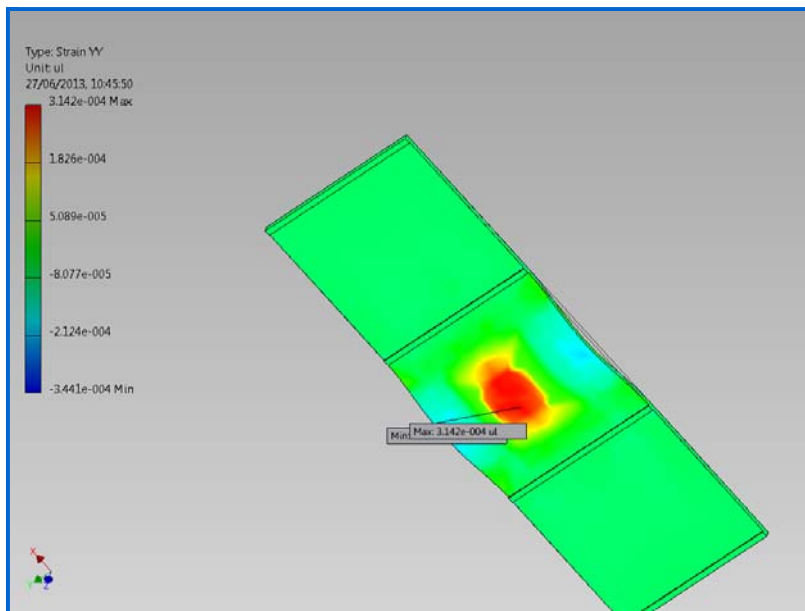 Type: Strain YY
Unit: ul
27/06/2013, 10:45:50
3.142e-004 Max
1.826e-004
5.089e-005
-8.077e-005
-2.124e-004
-3.441e-004 Min
Min:
Max: 3.142e-004 ul
X
Y
Z